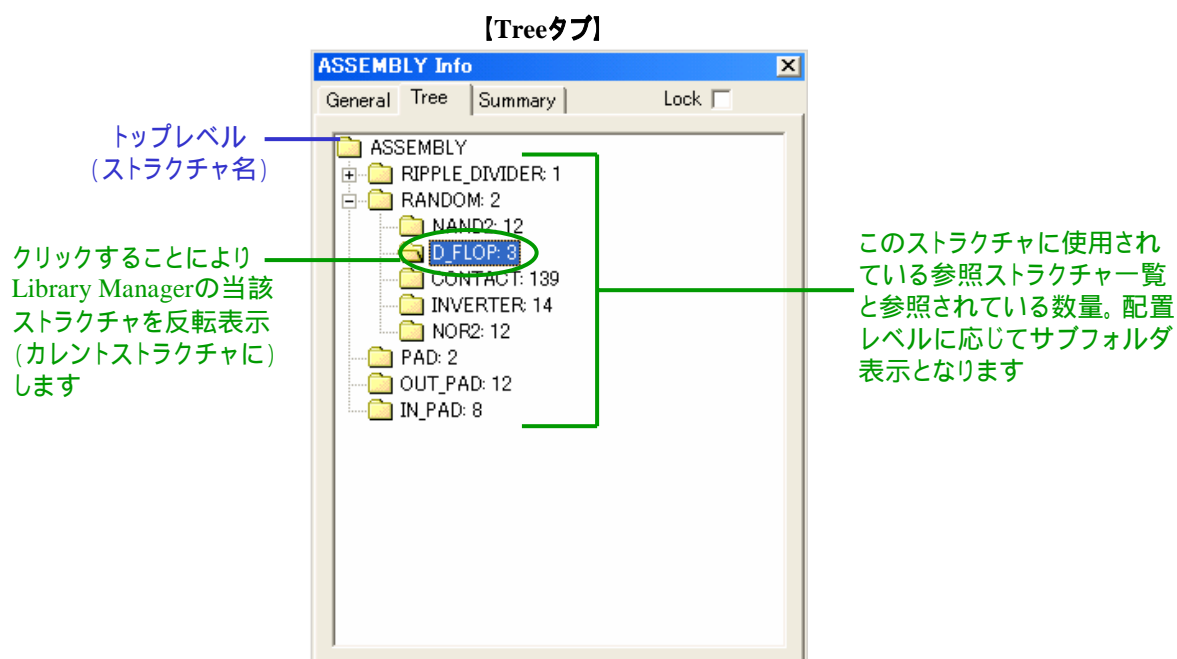 【Treeタブ】
ASSEMBLY Info
General Tree Summary Lock
トップレベル
(ストラクチャ名)
ASSEMBLY
RIPPLE_DIVIDER: 1
RANDOM: 2
NAND2: 12
D_FLOP: 3
CONTACT: 139
INVERTER: 14
NOR2: 12
PAD: 2
OUT_PAD: 12
IN_PAD: 8
クリックすることにより
Library Managerの当該
ストラクチャを反転表示
(カレントストラクチャに)
します
このストラクチャに使用され
ている参照ストラクチャ一覧
と参照されている数量。配置
レベルに応じてサブフォルダ
表示となります